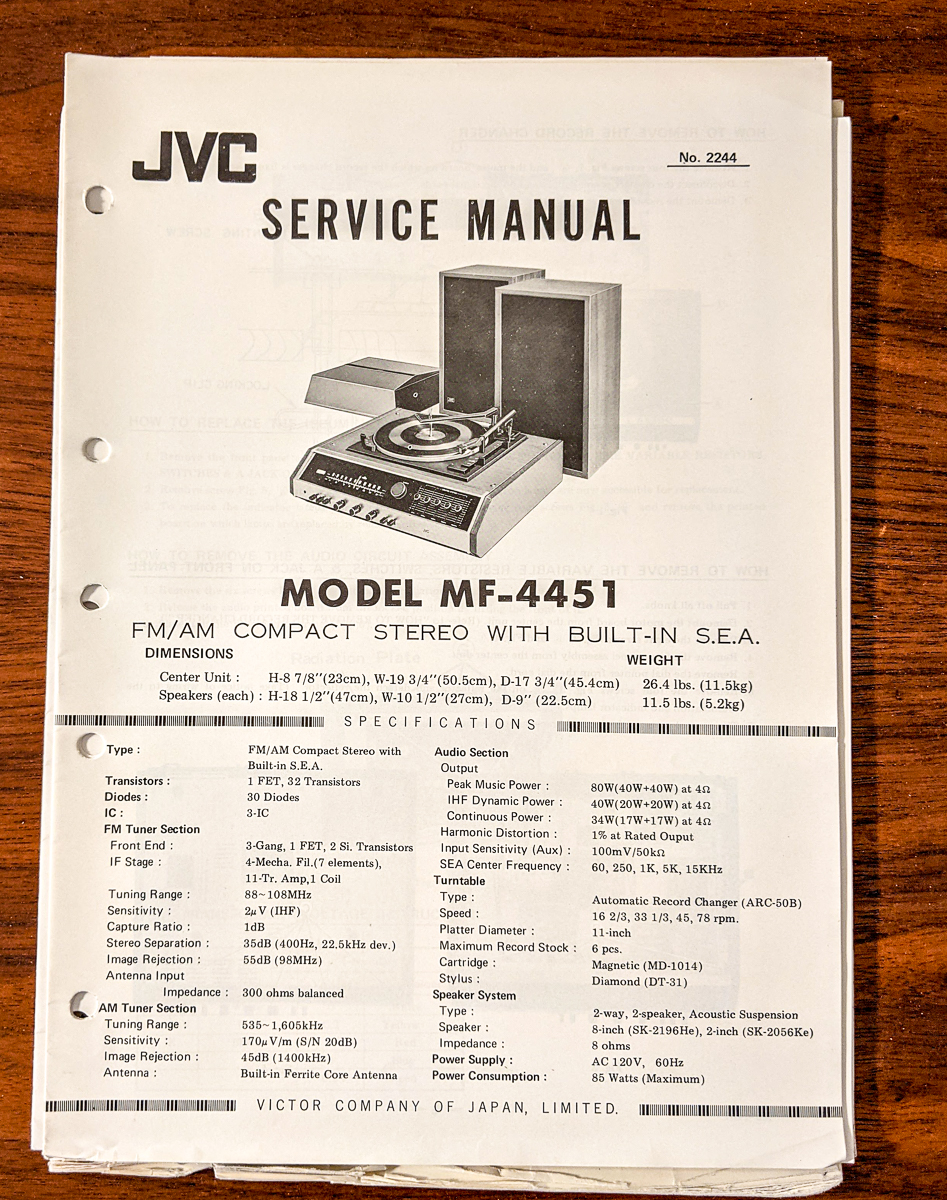 JVC
No. 2244
SERVICE MANUAL
MODEL MF-4451
FM/AM COMPACT STEREO WITH BUILT-IN S.E.A.
DIMENSIONS
WEIGHT
Center Unit : H-8 7/8″(23cm), W-19 3/4″(50.5cm), D-17 3/4″(45.4cm) 26.4 lbs. (11.5kg)
Speakers (each) : H-18 1/2″(47cm), W-10 1/2″(27cm), D-9″ (22.5cm) 11.5 lbs. (5.2kg)
SPECIFICATIONS
Type : FM/AM Compact Stereo with
Built-in S.E.A.
Transistors : 1 FET, 32 Transistors
Diodes : 30 Diodes
IC : 3-IC
FM Tuner Section
Front End : 3-Gang, 1 FET, 2 Si. Transistors
IF Stage : 4-Mecha. Fil.(7 elements),
11-Tr. Amp,1 Coil
Tuning Range : 88~108MHz
Sensitivity : 2μV (IHF)
Capture Ratio : 1dB
Stereo Separation : 35dB (400Hz, 22.5kHz dev.)
Image Rejection : 55dB (98MHz)
Antenna Input
Impedance : 300 ohms balanced
AM Tuner Section
Tuning Range : 535~1,605kHz
Sensitivity : 170μV/m (S/N 20dB)
Image Rejection : 45dB (1400kHz)
Antenna : Built-in Ferrite Core Antenna
Audio Section
Output
Peak Music Power : 80W(40W+40W) at 4Ω
IHF Dynamic Power : 40W(20W+20W) at 4Ω
Continuous Power : 34W(17W+17W) at 4Ω
Harmonic Distortion : 1% at Rated Ouput
Input Sensitivity (Aux) : 100mV/50kΩ
SEA Center Frequency : 60, 250, 1K, 5K, 15KHz
Turntable
Type : Automatic Record Changer (ARC-50B)
Speed : 16 2/3, 33 1/3, 45, 78 rpm.
Platter Diameter : 11-inch
Maximum Record Stock : 6 pcs.
Cartridge : Magnetic (MD-1014)
Stylus : Diamond (DT-31)
Speaker System
Type : 2-way, 2-speaker, Acoustic Suspension
Speaker : 8-inch (SK-2196He), 2-inch (SK-2056Ke)
Impedance : 8 ohms
Power Supply : AC 120V, 60Hz
Power Consumption : 85 Watts (Maximum)
VICTOR COMPANY OF JAPAN, LIMITED.